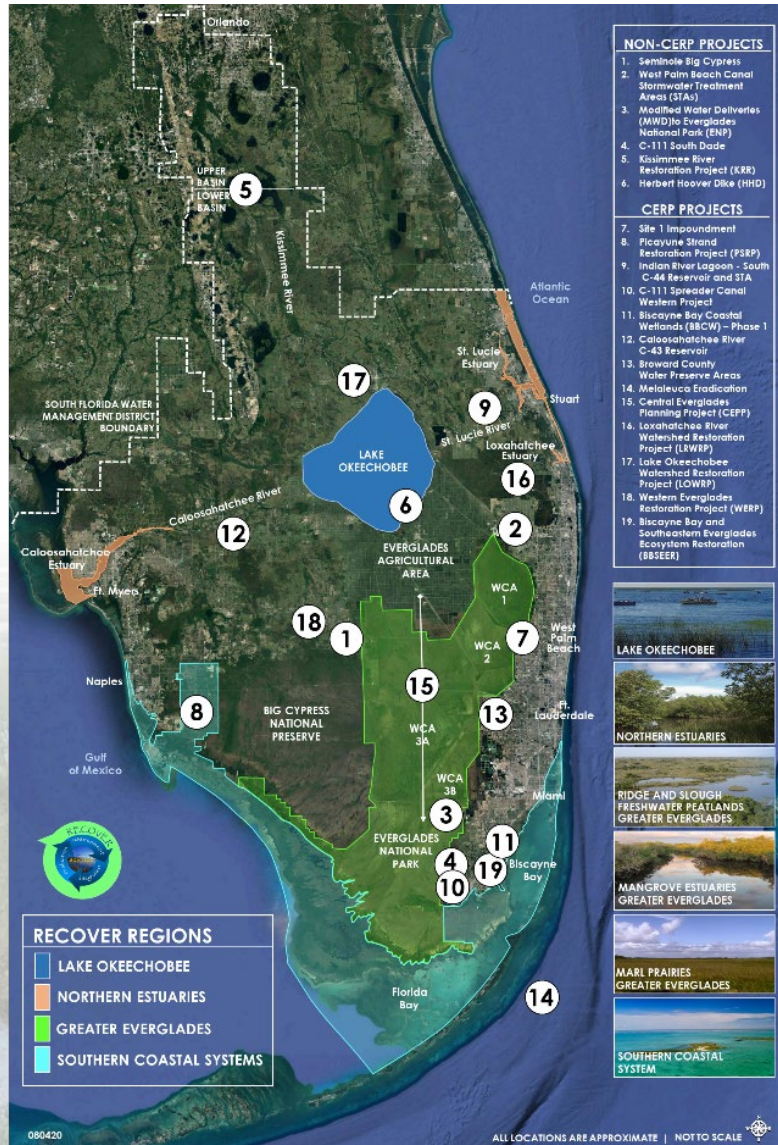 Orlando
UPPER
BASIN
LOWER
BASIN
5
Kissimmee River
Atlantic
Ocean
St. Lucie
Estuary
Stuart
17
9
SOUTH FLORIDA WATER
MANAGEMENT DISTRICT
BOUNDARY
St. Lucie River
LAKE
OKEECHOBEE
Loxahatchee
Estuary
16
6
Caloosahatchee River
12
2
Caloosahatchee
Estuary
EVERGLADES
AGRICULTURAL
AREA
Ft. Myers
WCA
1
18
1
7
West
Palm
Beach
WCA
2
Naples
15
8
BIG CYPRESS
NATIONAL
PRESERVE
13
Ft.
Lauderdale
WCA
3A
Gulf
of Mexico
WCA
3B
Miami
3
EVERGLADES
NATIONAL
PARK
11
4
19
Biscayne
Bay
10
Florida
Bay
14
RECOVER
RECOVER REGIONS
LAKE OKEECHOBEE
NORTHERN ESTUARIES
GREATER EVERGLADES
SOUTHERN COASTAL SYSTEMS
080420
NON-CERP PROJECTS
1. Seminole Big Cypress
2. West Palm Beach Canal
Stormwater Treatment
Areas (STAs)
3. Modified Water Deliveries
(MWD)to Everglades
National Park (ENP)
4. C-111 South Dade
5. Kissimmee River
Restoration Project (KRR)
6. Herbert Hoover Dike (HHD)
CERP PROJECTS
7. Site 1 Impoundment
8. Picayune Strand
Restoration Project (PSRP)
9. Indian River Lagoon - South
C-44 Reservoir and STA
10. C-111 Spreader Canal
Western Project
11. Biscayne Bay Coastal
Wetlands (BBCW) – Phase 1
12. Caloosahatchee River
C-43 Reservoir
13. Broward County
Water Preserve Areas
14. Melaleuca Eradication
15. Central Everglades
Planning Project (CEPP)
16. Loxahatchee River
Watershed Restoration
Project (LRWRP)
17. Lake Okeechobee
Watershed Restoration
Project (LOWRP)
18. Western Everglades
Restoration Project (WERP)
19. Biscayne Bay and
Southeastern Everglades
Ecosystem Restoration
(BBSEER)
LAKE OKEECHOBEE
NORTHERN ESTUARIES
RIDGE AND SLOUGH
FRESHWATER PEATLANDS
GREATER EVERGLADES
MANGROVE ESTUARIES
GREATER EVERGLADES
MARL PRAIRIES
GREATER EVERGLADES
SOUTHERN COASTAL
SYSTEM
ALL LOCATIONS ARE APPROXIMATE | NOT TO SCALE